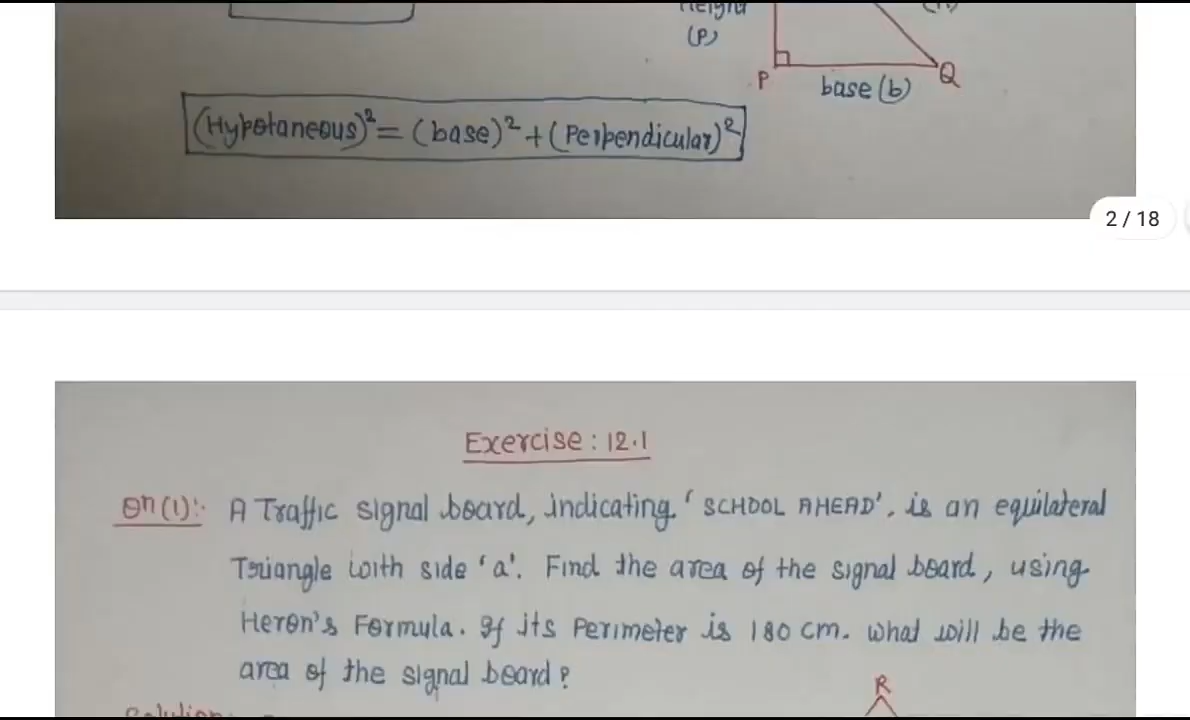 Height
(P)
P
Q
base (b)
(Hypotaneous)² = (base)² + (Perpendicular)²
2 / 18
Exercise : 12.1
Qn (1):- A Traffic signal board, indicating 'SCHOOL AHEAD', is an equilateral
Triangle with side 'a'. Find the area of the signal board, using
Heron's Formula. If its Perimeter is 180 cm. what will be the
area of the signal board?
R
Solution